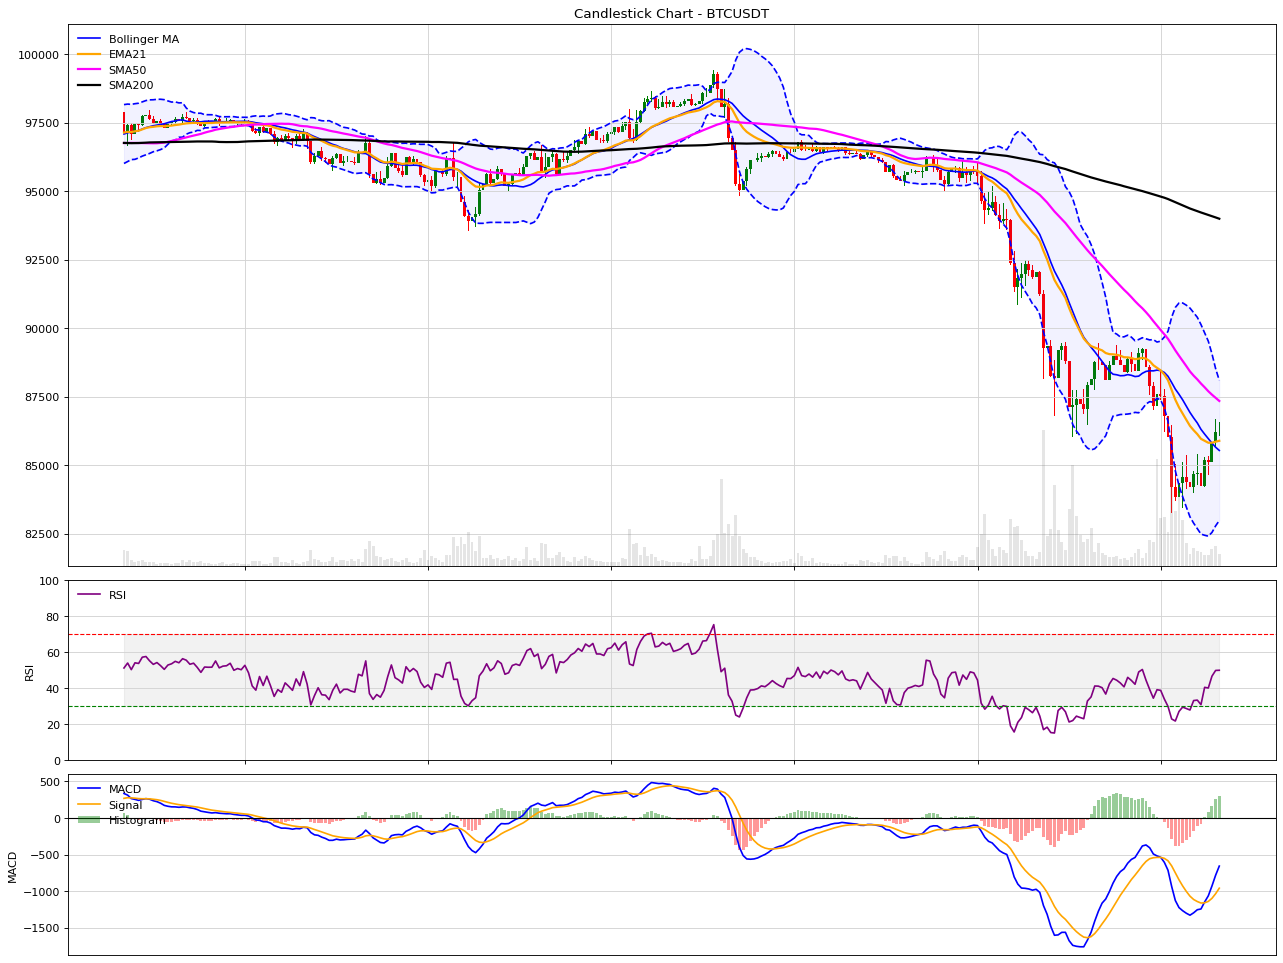 Candlestick Chart - BTCUSDT
Bollinger MA
EMA21
SMA50
SMA200
100000
97500
95000
92500
90000
87500
85000
82500
RSI
100
80
60
40
20
0
RSI
MACD
Signal
Histogram
500
0
−500
−1000
−1500
MACD